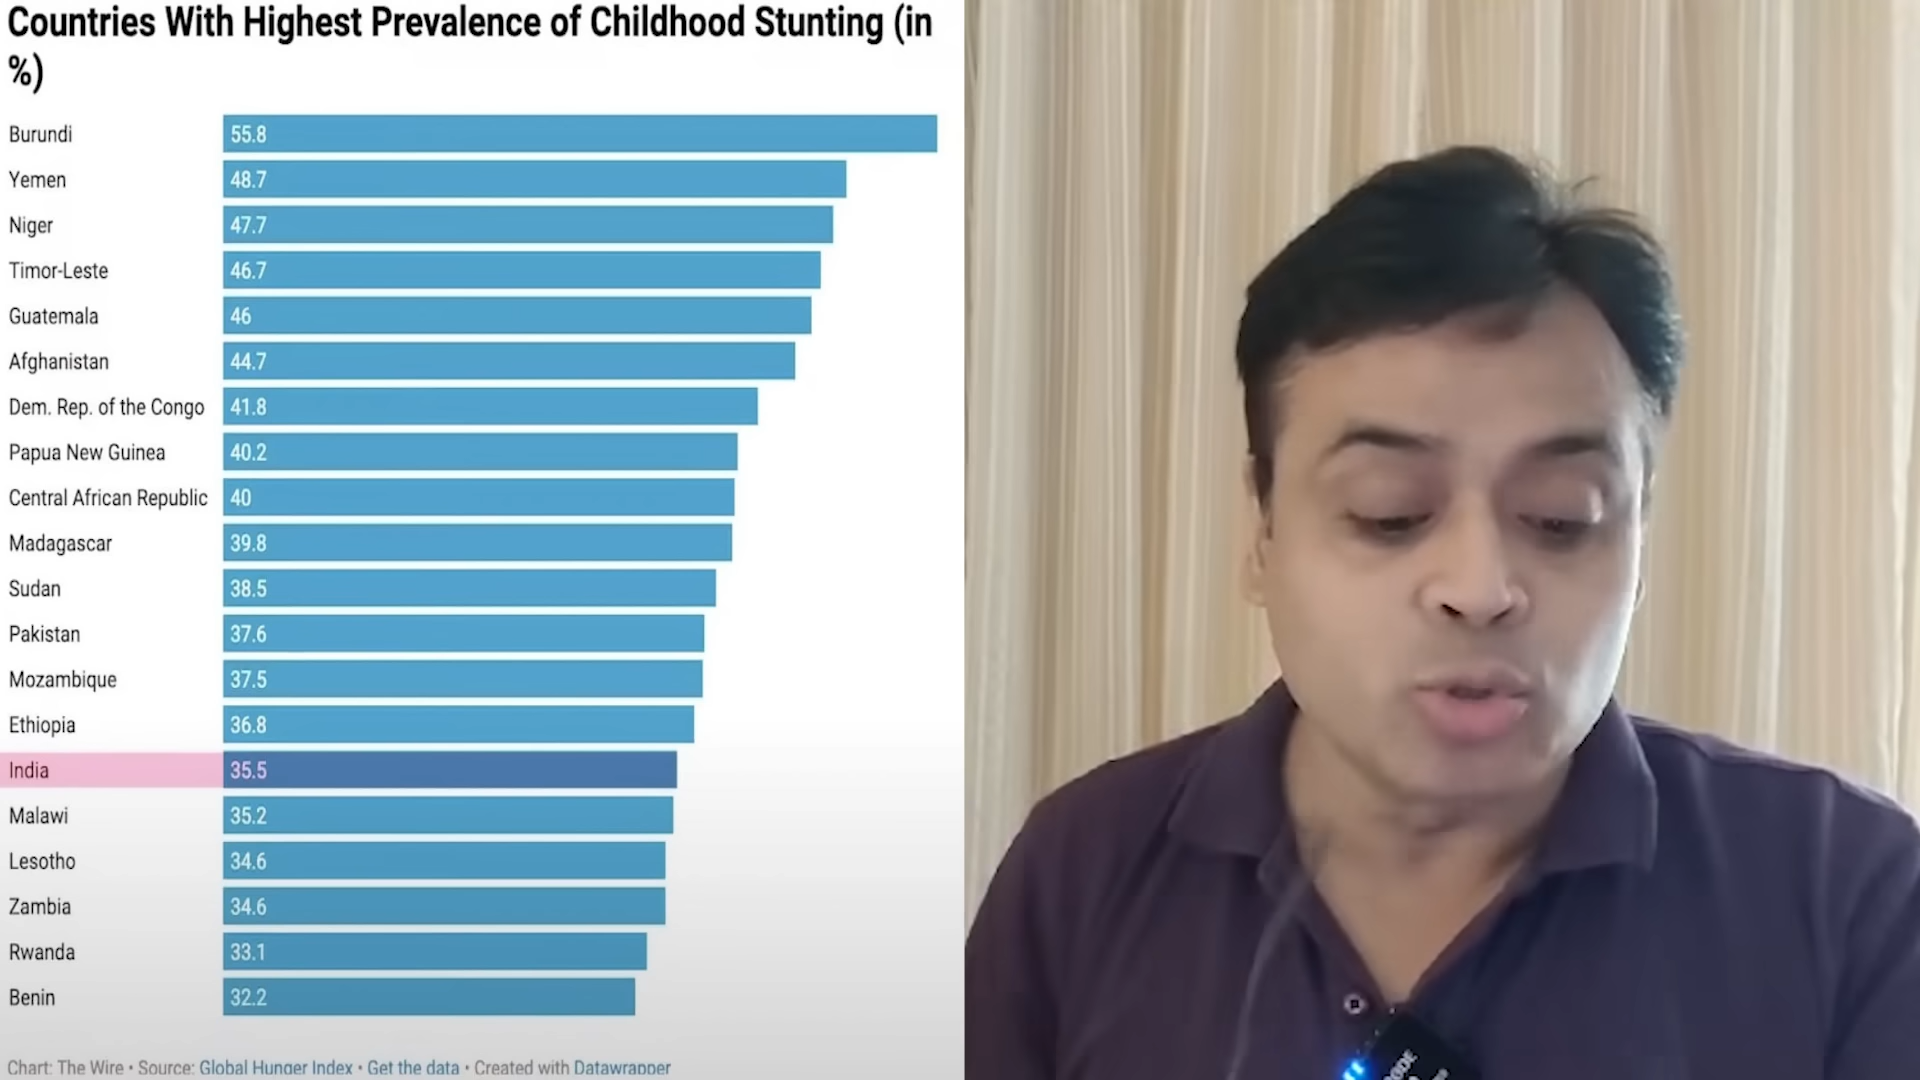 Countries With Highest Prevalence of Childhood Stunting (in
%)
Burundi 55.8
Yemen 48.7
Niger 47.7
Timor-Leste 46.7
Guatemala 46
Afghanistan 44.7
Dem. Rep. of the Congo 41.8
Papua New Guinea 40.2
Central African Republic 40
Madagascar 39.8
Sudan 38.5
Pakistan 37.6
Mozambique 37.5
Ethiopia 36.8
India 35.5
Malawi 35.2
Lesotho 34.6
Zambia 34.6
Rwanda 33.1
Benin 32.2
Chart: The Wire • Source: Global Hunger Index • Get the data • Created with Datawrapper